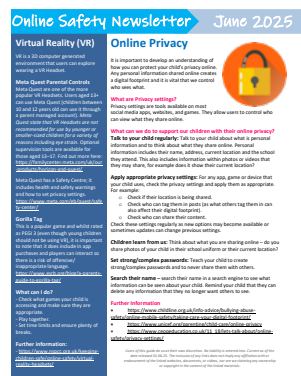 Online Safety Newsletter
June 2025
Virtual Reality (VR)
VR is a 3D computer generated
environment that users can explore
wearing a VR Headset.
Meta Quest Parental Controls
Meta Quest are one of the more
popular VR Headsets. Users aged 13+
can use Meta Quest (children between
10 and 12 years old can use it through
a parent managed account). Meta
Quest state that VR Headsets are not
recommended for use by younger or
smaller-sized children for a variety of
reasons including eye strain. Optional
supervision tools are available for
those aged 13-17. Find out more here:
Meta Quest has a Safety Centre; it
includes health and safety warnings
and how to set privacy settings.
Gorilla Tag
This is a popular game and whilst rated
as PEGI 3 (even though young children
should not be using VR), it is important
to note that it does include in app
purchases and players can interact so
there is a risk of offensive/
inappropriate language.
What can I do?
- Check what your child is
accessing and make sure they are
appropriate.
- Play together.
- Set time limits and ensure plenty of
breaks.
Further information:
Online Privacy
It is important to develop an understanding of
how you can protect your child's privacy online.
Any personal information shared online creates
a digital footprint and it is vital that we control
who sees what.
What are Privacy settings?
Privacy settings are tools available on most
social media apps, websites, and games. They allow users to control who
can view what they share online.
What can we do to support our children with their online privacy?
Talk to your child regularly: Talk to your child about what is personal
information and to think about what they share online. Personal
information includes their name, address, current location and the school
they attend. This also includes information within photos or videos that
they may share, for example does it show their current location?
Apply appropriate privacy settings: For any app, game or device that
your child uses, check the privacy settings and apply them as appropriate.
For example:
o Check if their location is being shared.
o Check who can tag them in posts (as what others tag them in can
also affect their digital footprint).
o Check who can share their content.
Check these settings regularly as new options may become available or
sometimes updates can change previous settings.
Children learn from us: Think about what you are sharing online – do you
share photos of your child in their school uniform or their current location?
Set strong/complex passwords: Teach your child to create
strong/complex passwords and to never share them with others.
Search their name – search their name in a search engine to see what
information can be seen about your child. Remind your child that they can
delete any information that they no longer want others to see.
Further information